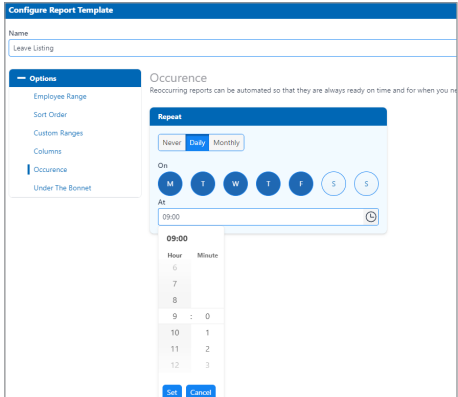 Configure Report Template
Name
Leave Listing
Options
Employee Range
Sort Order
Custom Ranges
Columns
Occurence
Under The Bonnet
Occurence
Reoccurring reports can be automated so that they are always ready on time and for when you ne
Repeat
Never Daily Monthly
On
M T W T F S S
At
09:00
09:00
Hour Minute
6
7
8
9 : 0
10 1
11 2
12 3
Set Cancel